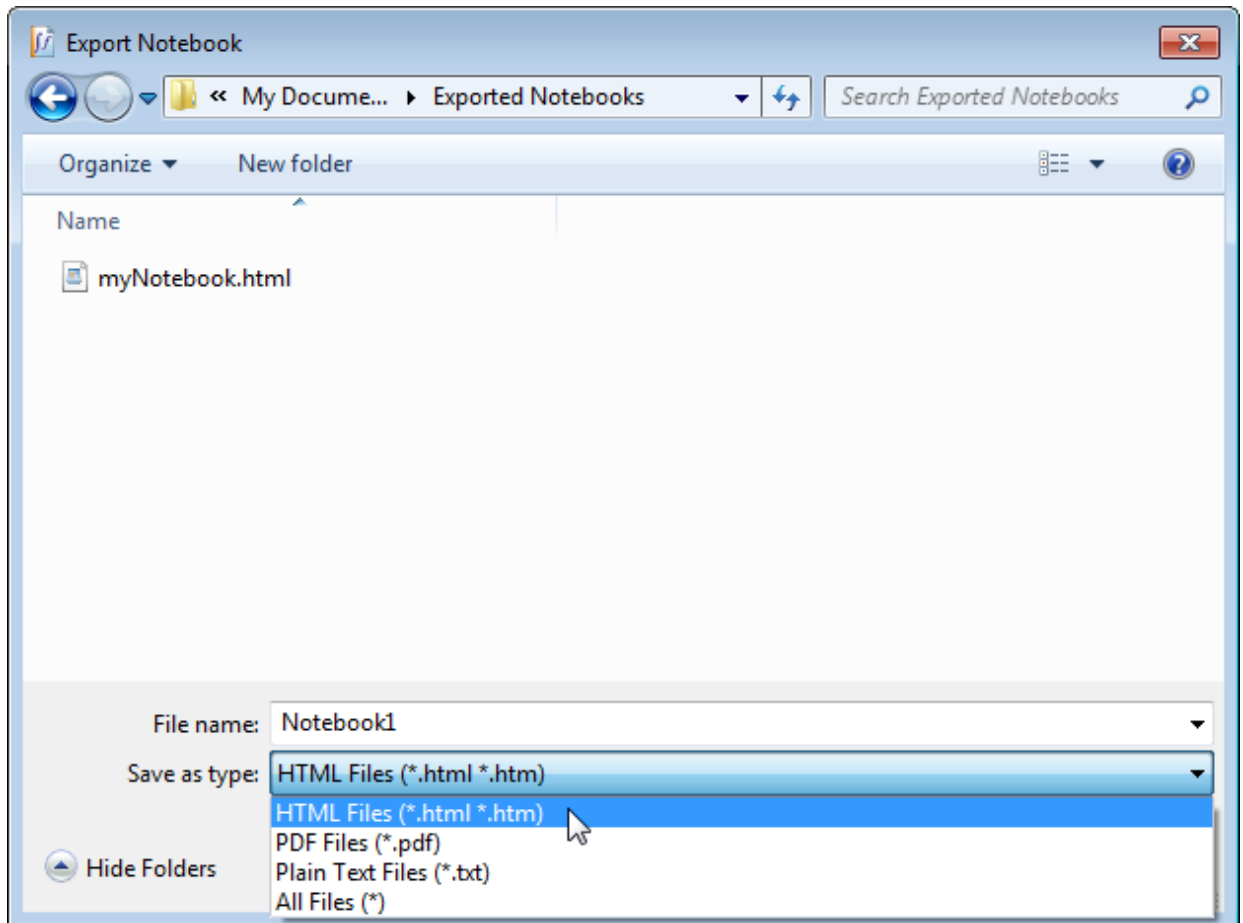 Export Notebook
« My Docume... ▸ Exported Notebooks
Search Exported Notebooks
Organize
New folder
Name
myNotebook.html
File name: Notebook1
Save as type: HTML Files (*.html *.htm)
HTML Files (*.html *.htm)
PDF Files (*.pdf)
Plain Text Files (*.txt)
All Files (*)
Hide Folders